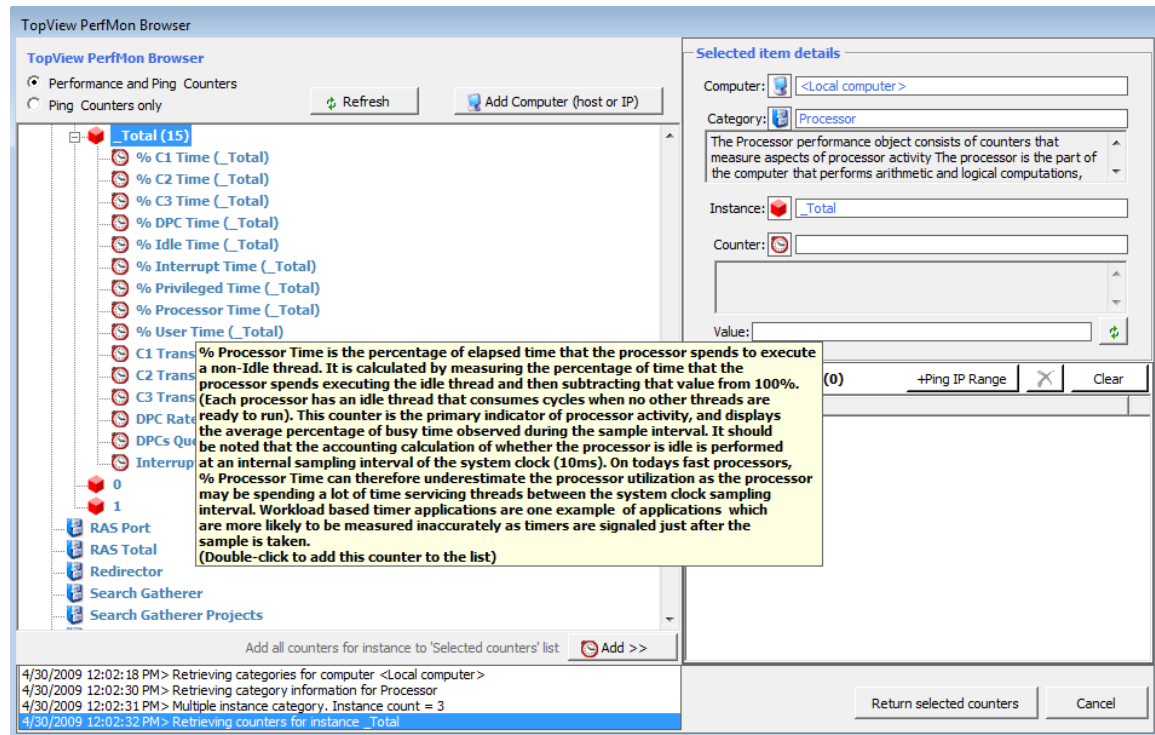 TopView PerfMon Browser
TopView PerfMon Browser
Performance and Ping Counters
Ping Counters only
Refresh
Add Computer (host or IP)
_Total (15)
% C1 Time (_Total)
% C2 Time (_Total)
% C3 Time (_Total)
% DPC Time (_Total)
% Idle Time (_Total)
% Interrupt Time (_Total)
% Privileged Time (_Total)
% Processor Time (_Total)
% User Time (_Total)
C1 Trans
C2 Trans
C3 Trans
DPC Rate
DPCs Que
Interrup
0
1
RAS Port
RAS Total
Redirector
Search Gatherer
Search Gatherer Projects
% Processor Time is the percentage of elapsed time that the processor spends to execute
a non-Idle thread. It is calculated by measuring the percentage of time that the
processor spends executing the idle thread and then subtracting that value from 100%.
(Each processor has an idle thread that consumes cycles when no other threads are
ready to run). This counter is the primary indicator of processor activity, and displays
the average percentage of busy time observed during the sample interval. It should
be noted that the accounting calculation of whether the processor is idle is performed
at an internal sampling interval of the system clock (10ms). On todays fast processors,
% Processor Time can therefore underestimate the processor utilization as the processor
may be spending a lot of time servicing threads between the system clock sampling
interval. Workload based timer applications are one example of applications which
are more likely to be measured inaccurately as timers are signaled just after the
sample is taken.
(Double-click to add this counter to the list)
Add all counters for instance to 'Selected counters' list
Add >>
4/30/2009 12:02:18 PM> Retrieving categories for computer <Local computer>
4/30/2009 12:02:30 PM> Retrieving category information for Processor
4/30/2009 12:02:31 PM> Multiple instance category. Instance count = 3
4/30/2009 12:02:32 PM> Retrieving counters for instance _Total
Selected item details
Computer: <Local computer>
Category: Processor
The Processor performance object consists of counters that
measure aspects of processor activity The processor is the part of
the computer that performs arithmetic and logical computations,
Instance: _Total
Counter:
Value:
(0)
+Ping IP Range
Clear
Return selected counters
Cancel